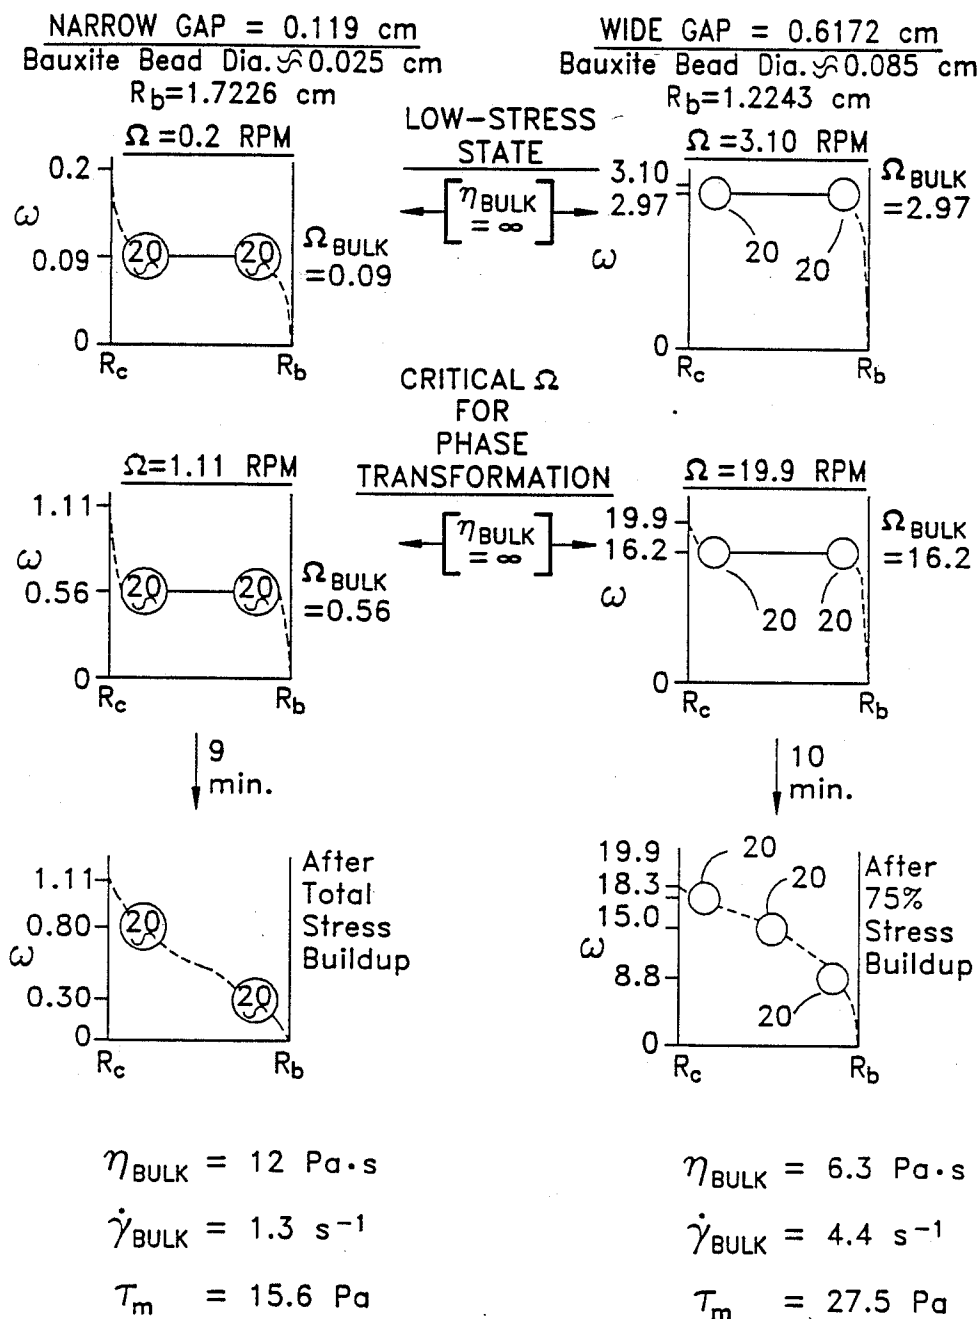 NARROW GAP = 0.119 cm
Bauxite Bead Dia.≈0.025 cm
Rb=1.7226 cm
WIDE GAP = 0.6172 cm
Bauxite Bead Dia.≈0.085 cm
Rb=1.2243 cm
LOW-STRESS
STATE
[ηBULK
= ∞]
Ω =0.2 RPM
0.2
ω
0.09
0
20
20
ΩBULK
=0.09
Rc
Rb
Ω = 3.10 RPM
3.10
2.97
ω
0
20
20
ΩBULK
=2.97
Rc
Rb
CRITICAL Ω
FOR
PHASE
TRANSFORMATION
[ηBULK
= ∞]
Ω=1.11 RPM
1.11
ω
0.56
0
20
20
ΩBULK
=0.56
Rc
Rb
Ω =19.9 RPM
19.9
16.2
ω
0
20
20
ΩBULK
=16.2
Rc
Rb
9
min.
10
min.
1.11
0.80
ω
0.30
0
20
20
After
Total
Stress
Buildup
Rc
Rb
19.9
18.3
15.0
ω
8.8
0
20
20
20
After
75%
Stress
Buildup
Rc
Rb
ηBULK = 12 Pa·s
γ̇BULK = 1.3 s⁻¹
τm = 15.6 Pa
ηBULK = 6.3 Pa·s
γ̇BULK = 4.4 s⁻¹
τm = 27.5 Pa